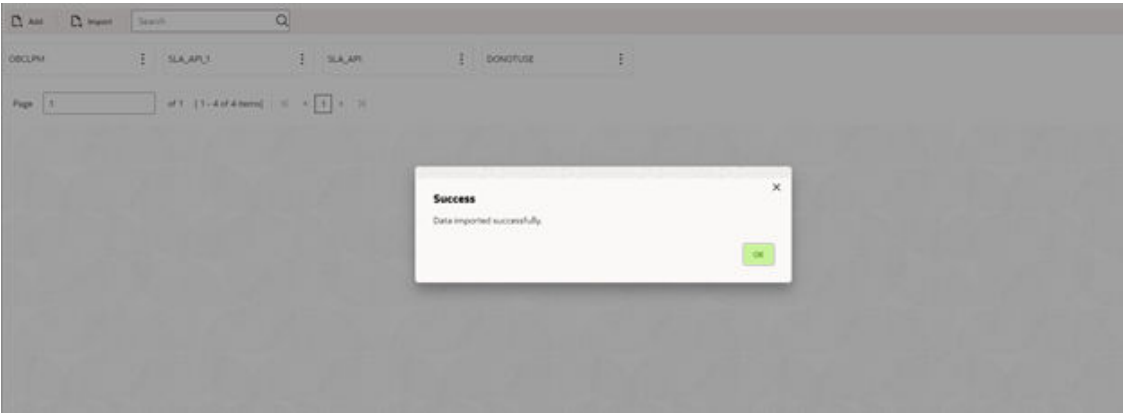 Add Import Search
OBCLPM SLA_API_1 SLA_API DONOTUSE
Page 1 of 1 (1 - 4 of 4 items) 1
Success
Data imported successfully.
OK